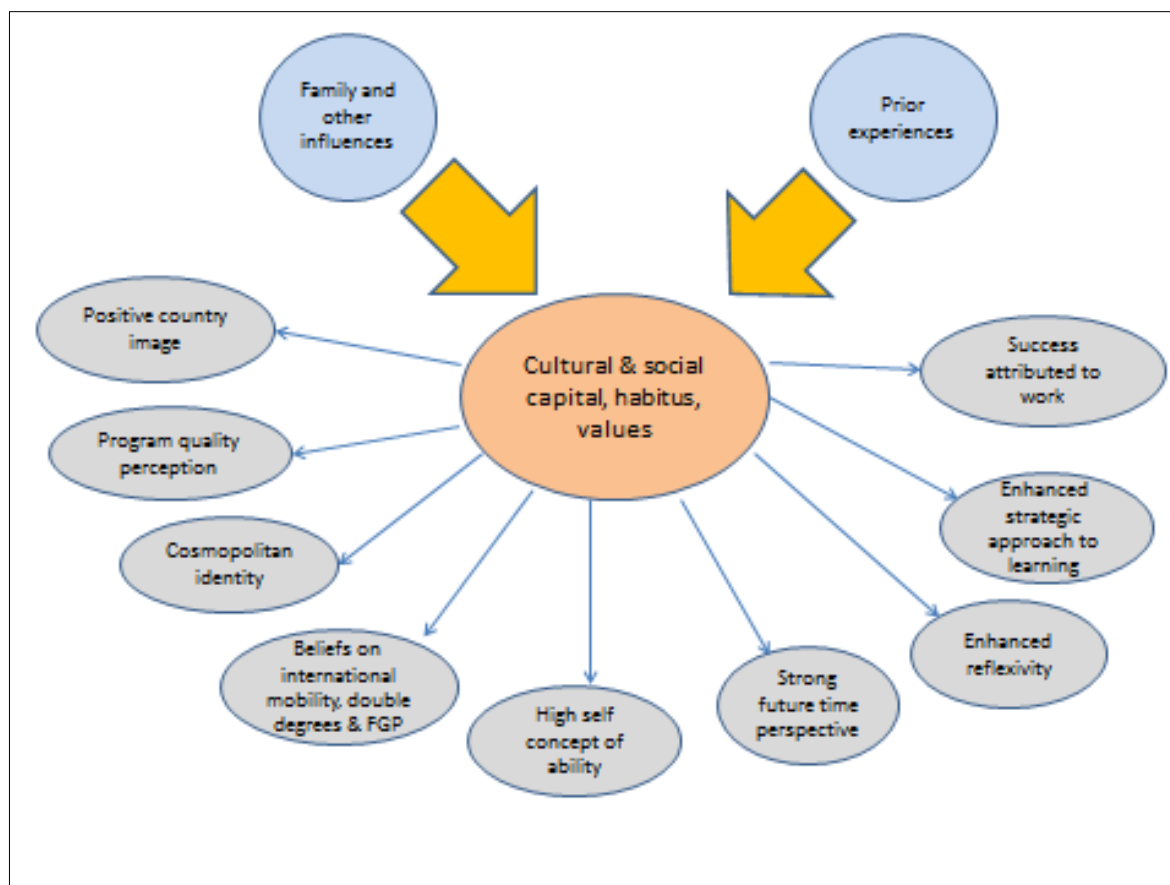 Family and
other
influences
Prior
experiences
Cultural & social
capital, habitus,
values
Positive country
image
Program quality
perception
Cosmopolitan
identity
Beliefs on
international
mobility, double
degrees & FGP
High self
concept of
ability
Strong
future time
perspective
Enhanced
reflexivity
Enhanced
strategic
approach to
learning
Success
attributed to
work